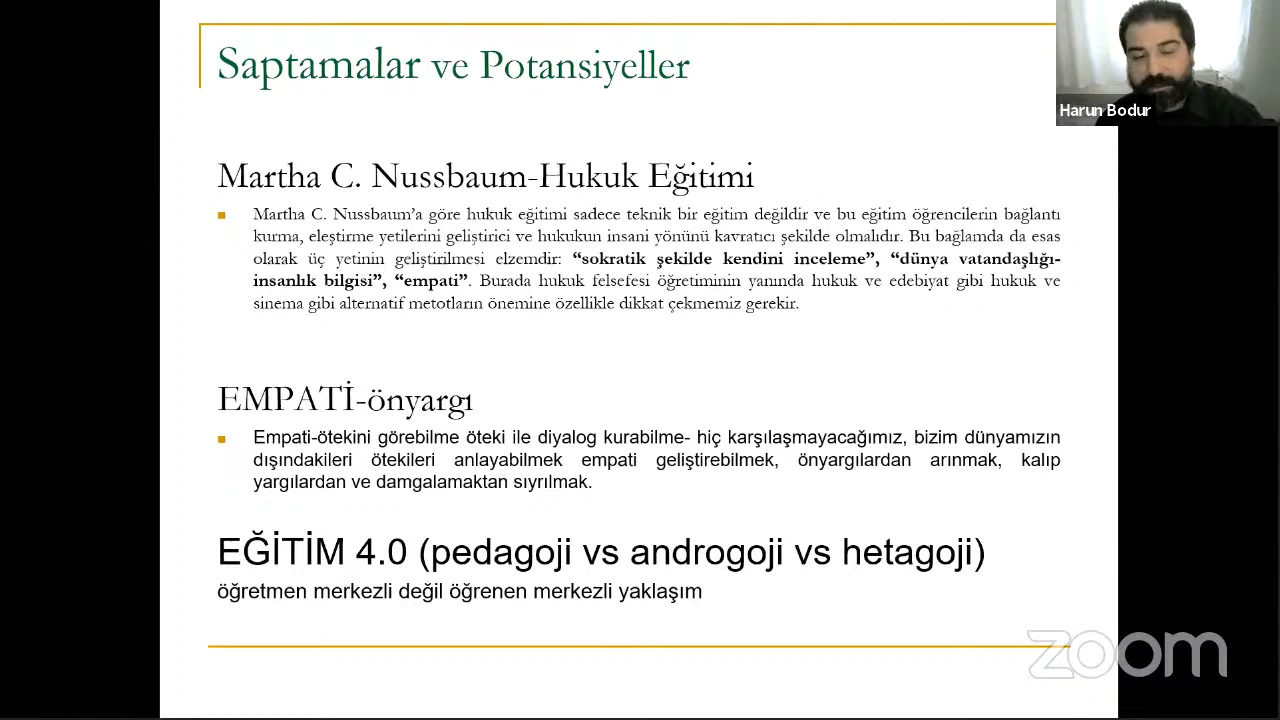 Saptamalar ve Potansiyeller
Harun Bodur
Martha C. Nussbaum-Hukuk Eğitimi
Martha C. Nussbaum’a göre hukuk eğitimi sadece teknik bir eğitim değildir ve bu eğitim öğrencilerin bağlantı
kurma, eleştirme yetilerini geliştirici ve hukukun insani yönünü kavratıcı şekilde olmalıdır. Bu bağlamda da esas
olarak üç yetinin geliştirilmesi elzemdir: “sokratik şekilde kendini inceleme”, “dünya vatandaşlığı-
insanlık bilgisi”, “empati”. Burada hukuk felsefesi öğretiminin yanında hukuk ve edebiyat gibi hukuk ve
sinema gibi alternatif metotların önemine özellikle dikkat çekmemiz gerekir.
EMPATİ-önyargı
Empati-ötekini görebilme öteki ile diyalog kurabilme- hiç karşılaşmayacağımız, bizim dünyamızın
dışındakileri ötekileri anlayabilmek empati geliştirebilmek, önyargılardan arınmak, kalıp
yargılardan ve damgalamaktan sıyrılmak.
EĞİTİM 4.0 (pedagoji vs androgoji vs hetagoji)
öğretmen merkezli değil öğrenen merkezli yaklaşım
zoom